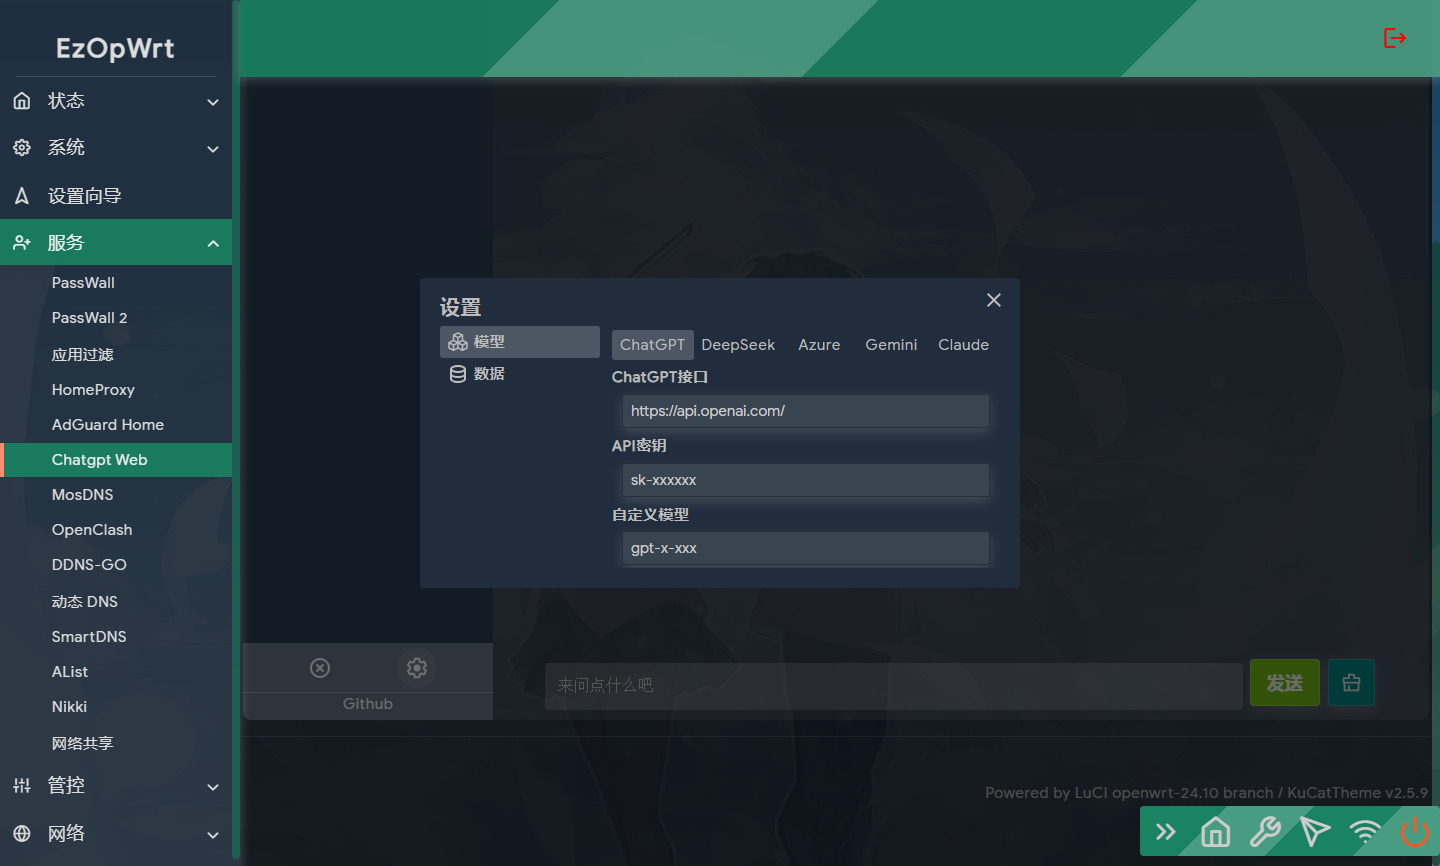 EzOpWrt
状态
系统
设置向导
服务
PassWall
PassWall 2
应用过滤
HomeProxy
AdGuard Home
Chatgpt Web
MosDNS
OpenClash
DDNS-GO
动态 DNS
SmartDNS
AList
Nikki
网络共享
管控
网络
设置
模型
数据
ChatGPT DeepSeek Azure Gemini Claude
ChatGPT接口
https://api.openai.com/
API密钥
sk-xxxxxx
自定义模型
gpt-x-xxx
Github
来问点什么吧
发送
Powered by LuCI openwrt-24.10 branch / KuCatTheme v2.5.9